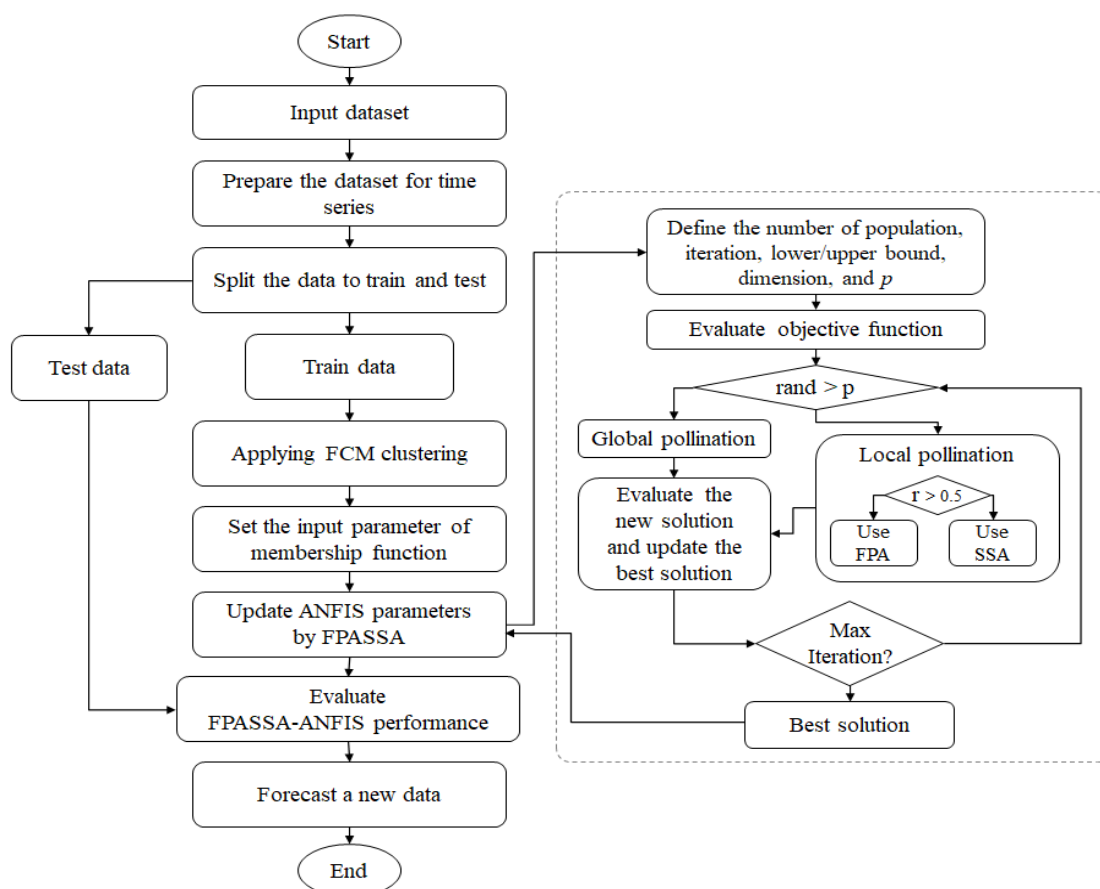 Start
Input dataset
Prepare the dataset for time
series
Split the data to train and test
Test data
Train data
Applying FCM clustering
Set the input parameter of
membership function
Update ANFIS parameters
by FPASSA
Evaluate
FPASSA-ANFIS performance
Forecast a new data
End
Define the number of population,
iteration, lower/upper bound,
dimension, and p
Evaluate objective function
rand > p
Global pollination
Local pollination
r > 0.5
Use
FPA
Use
SSA
Evaluate the
new solution
and update the
best solution
Max
Iteration?
Best solution